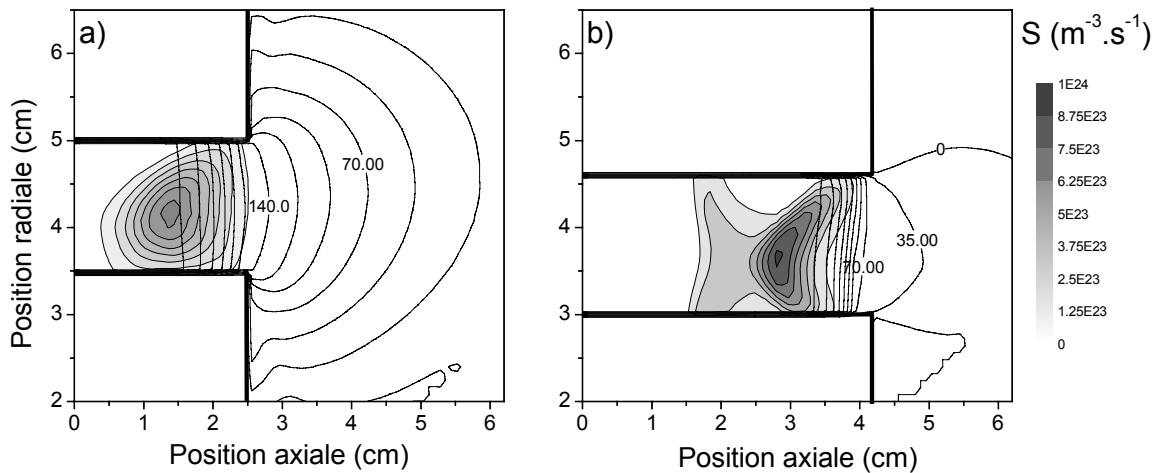 a)
b)
S (m⁻³.s⁻¹)
6
5
4
3
2
Position radiale (cm)
0
1
2
3
4
5
6
Position axiale (cm)
140.0
70.00
6
5
4
3
2
0
1
2
3
4
5
6
Position axiale (cm)
0
35.00
70.00
1E24
8.75E23
7.5E23
6.25E23
5E23
3.75E23
2.5E23
1.25E23
0